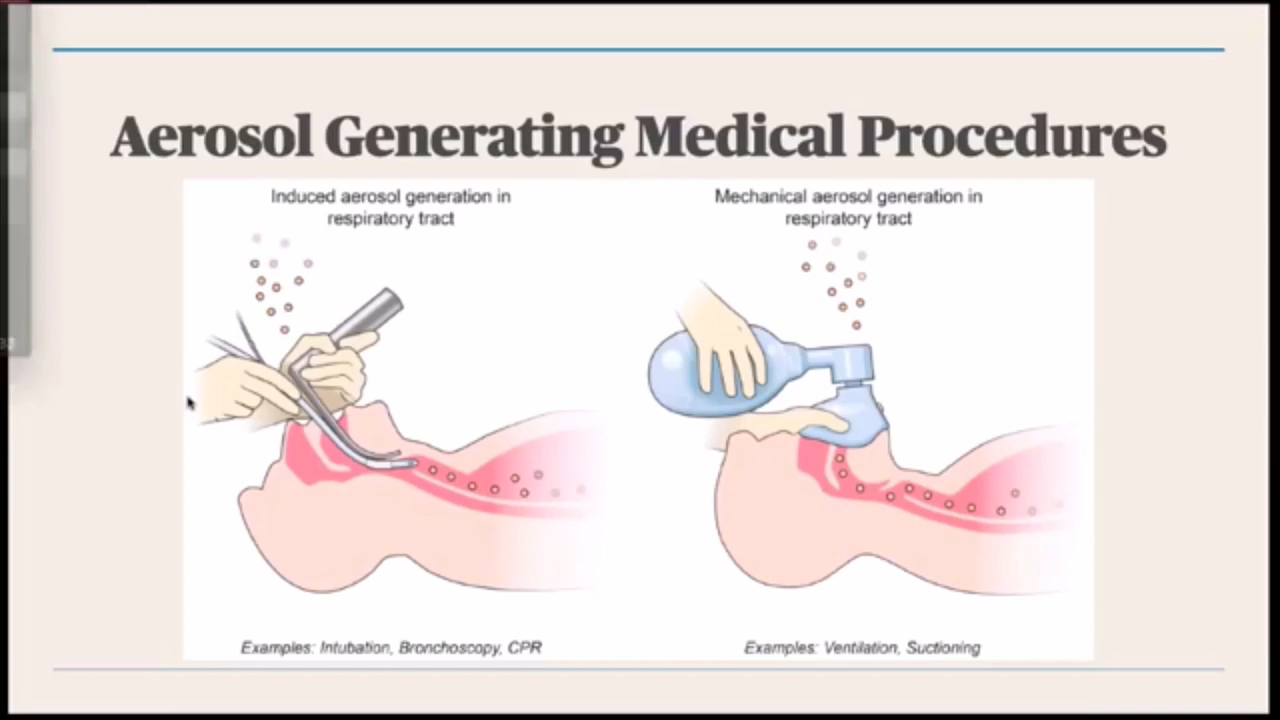 Aerosol Generating Medical Procedures
Induced aerosol generation in
respiratory tract
Mechanical aerosol generation in
respiratory tract
Examples: Intubation, Bronchoscopy, CPR
Examples: Ventilation, Suctioning